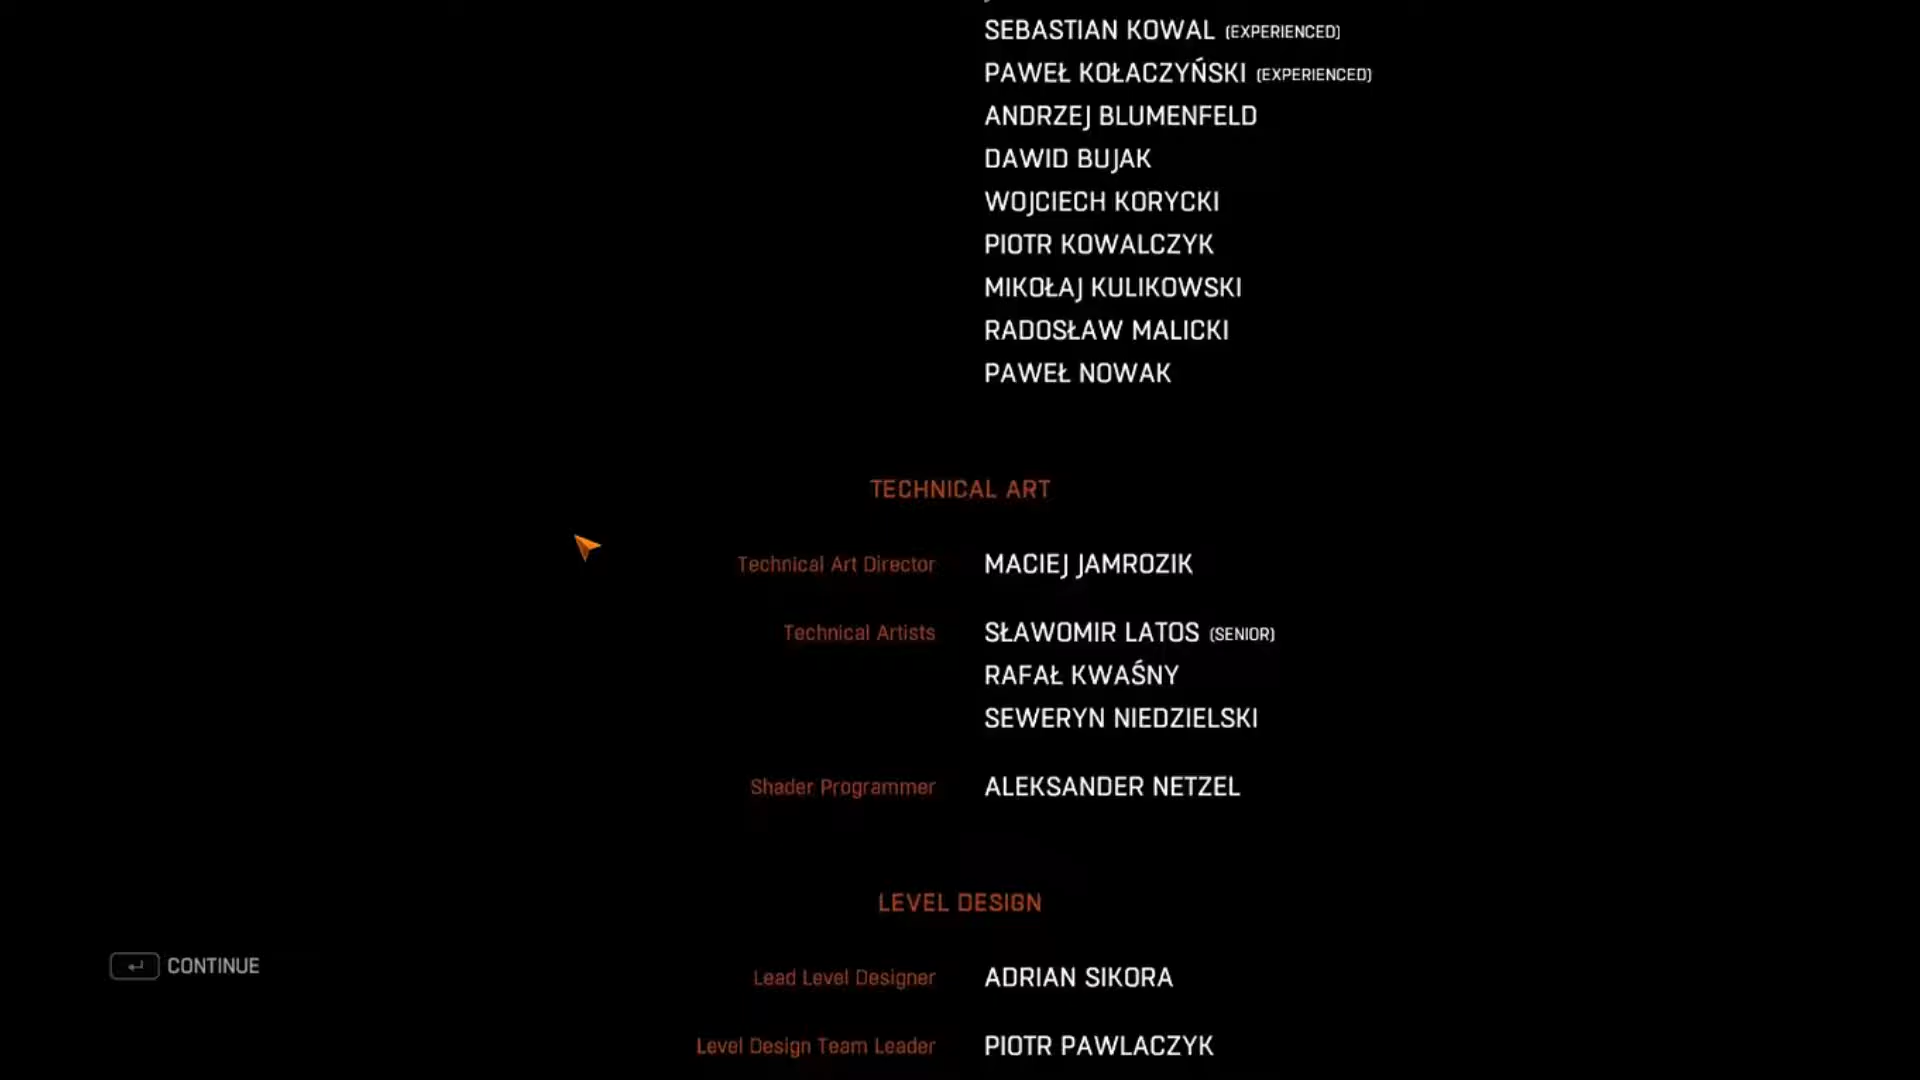 SEBASTIAN KOWAL (EXPERIENCED)
PAWEŁ KOŁACZYŃSKI (EXPERIENCED)
ANDRZEJ BLUMENFELD
DAWID BUJAK
WOJCIECH KORYCKI
PIOTR KOWALCZYK
MIKOŁAJ KULIKOWSKI
RADOSŁAW MALICKI
PAWEŁ NOWAK
TECHNICAL ART
Technical Art Director MACIEJ JAMROZIK
Technical Artists SŁAWOMIR LATOS (SENIOR)
RAFAŁ KWAŚNY
SEWERYN NIEDZIELSKI
Shader Programmer ALEKSANDER NETZEL
LEVEL DESIGN
CONTINUE
Lead Level Designer ADRIAN SIKORA
Level Design Team Leader PIOTR PAWLACZYK